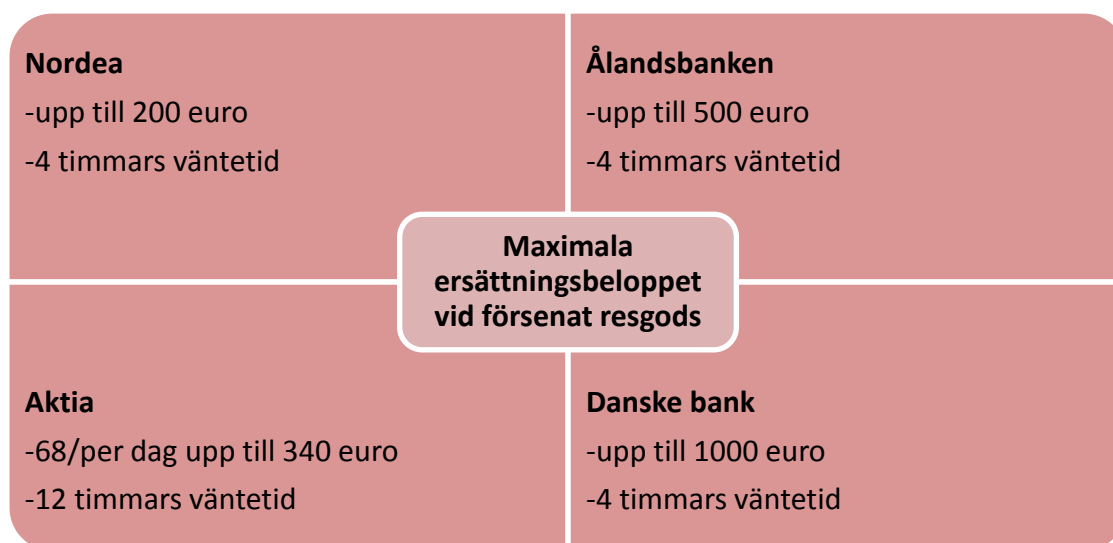 Nordea
-upp till 200 euro
-4 timmars väntetid
Ålandsbanken
-upp till 500 euro
-4 timmars väntetid
Maximala
ersättningsbeloppet
vid försenat resgods
Aktia
-68/per dag upp till 340 euro
-12 timmars väntetid
Danske bank
-upp till 1000 euro
-4 timmars väntetid